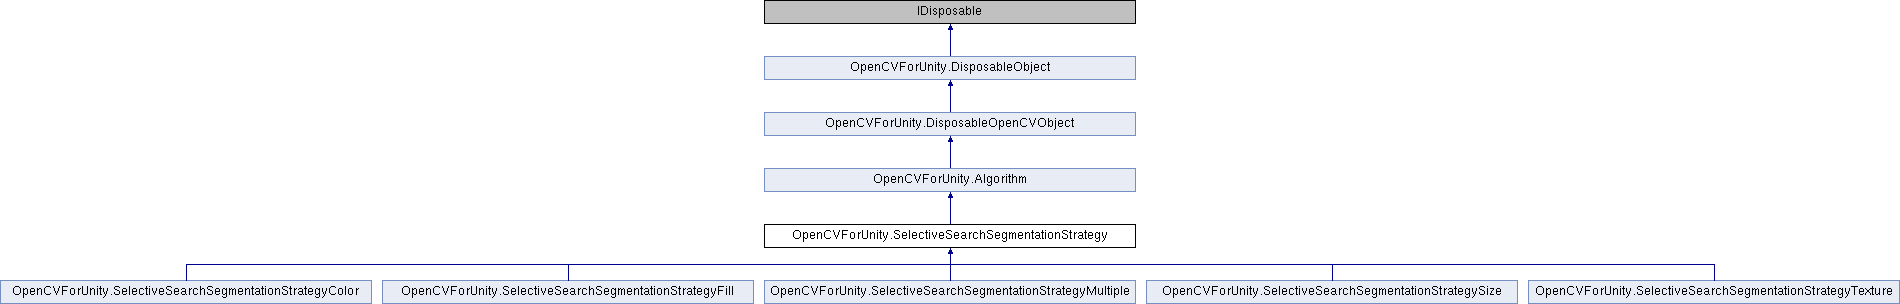 IDisposable
OpenCVForUnity.DisposableObject
OpenCVForUnity.DisposableOpenCVObject
OpenCVForUnity.Algorithm
OpenCVForUnity.SelectiveSearchSegmentationStrategy
OpenCVForUnity.SelectiveSearchSegmentationStrategyColor
OpenCVForUnity.SelectiveSearchSegmentationStrategyFill
OpenCVForUnity.SelectiveSearchSegmentationStrategyMultiple
OpenCVForUnity.SelectiveSearchSegmentationStrategySize
OpenCVForUnity.SelectiveSearchSegmentationStrategyTexture